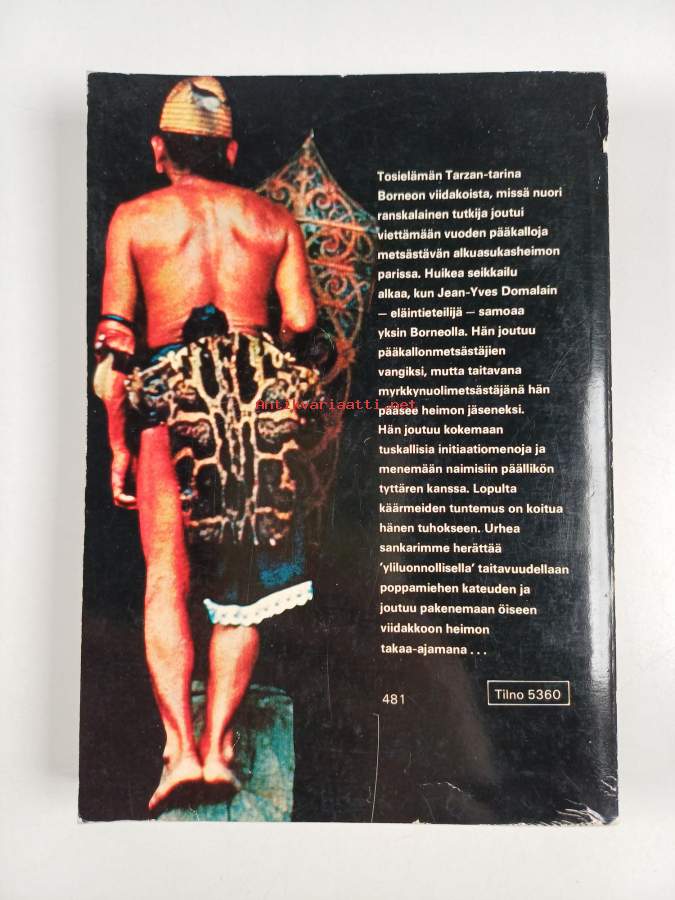 Tosielämän Tarzan-tarina
Borneon viidakoista, missä nuori
ranskalainen tutkija joutui
viettämään vuoden pääkalloja
metsästävän alkuasukasheimon
parissa. Huikea seikkailu
alkaa, kun Jean-Yves Domalain
— eläintieteilijä — samoaa
yksin Borneolla. Hän joutuu
pääkallonmetsästäjien
vangiksi, mutta taitavana
myrkkynuolimetsästäjänä hän
Antikvariaatti.net
pääsee heimon jäseneksi.
Hän joutuu kokemaan
tuskallisia initiaatiomenoja ja
menemään naimisiin päällikön
tyttären kanssa. Lopulta
käärmeiden tuntemus on koitua
hänen tuhokseen. Urhea
sankarimme herättää
'yliluonnollisella' taitavuudellaan
poppamiehen kateuden ja
joutuu pakenemaan öiseen
viidakkoon heimon
takaa-ajamana . . .
481
Tilno 5360